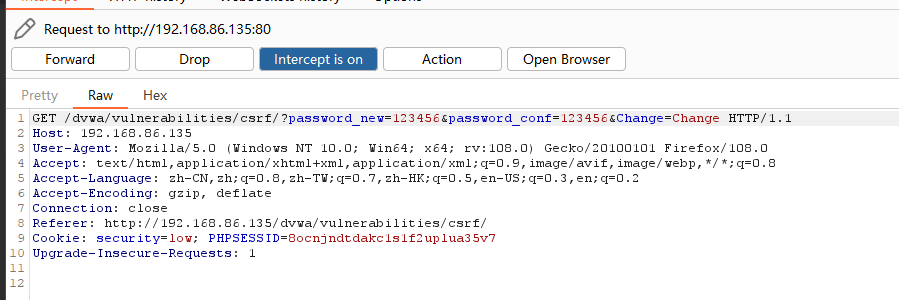 Request to http://192.168.86.135:80
Forward Drop Intercept is on Action Open Browser
Pretty Raw Hex
1 GET /dvwa/vulnerabilities/csrf/?password_new=123456&password_conf=123456&Change=Change HTTP/1.1
2 Host: 192.168.86.135
3 User-Agent: Mozilla/5.0 (Windows NT 10.0; Win64; x64; rv:108.0) Gecko/20100101 Firefox/108.0
4 Accept: text/html,application/xhtml+xml,application/xml;q=0.9,image/avif,image/webp,*/*;q=0.8
5 Accept-Language: zh-CN,zh;q=0.8,zh-TW;q=0.7,zh-HK;q=0.5,en-US;q=0.3,en;q=0.2
6 Accept-Encoding: gzip, deflate
7 Connection: close
8 Referer: http://192.168.86.135/dvwa/vulnerabilities/csrf/
9 Cookie: security=low; PHPSESSID=8ocnjndtdakc1s1f2uplua35v7
10 Upgrade-Insecure-Requests: 1
11
12